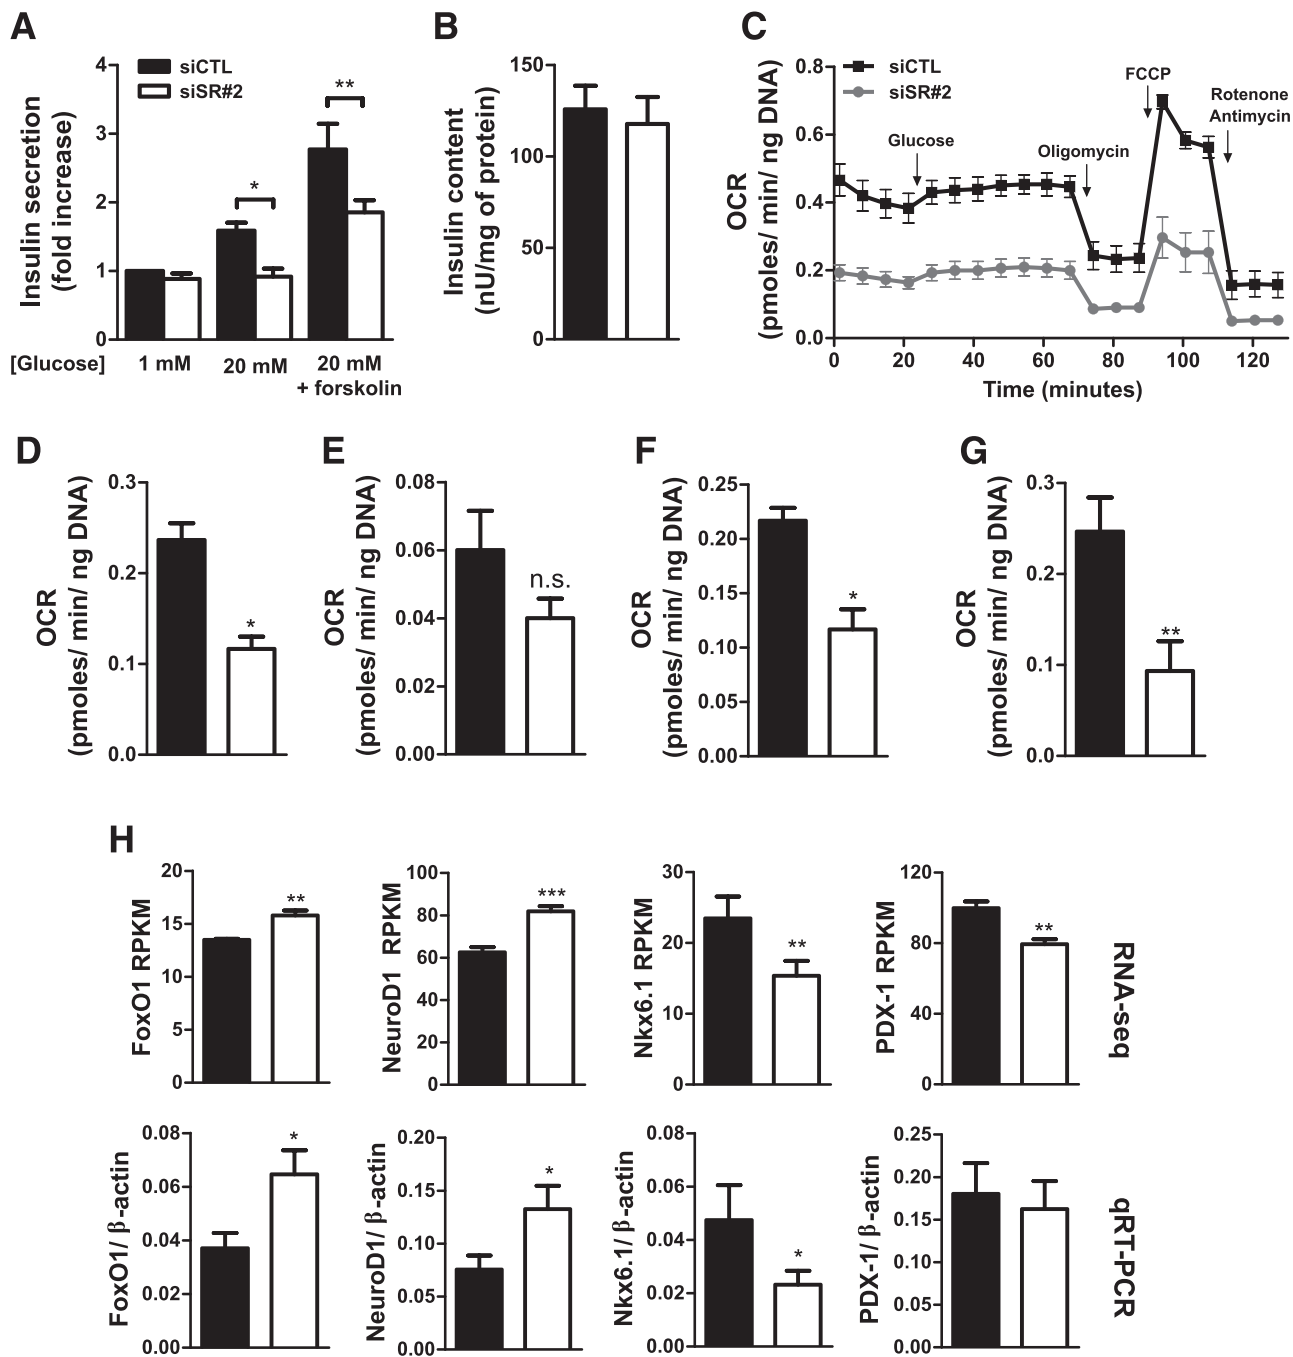 A
Insulin secretion
(fold increase)
4
3
2
1
0
siCTL
siSR#2
*
**
[Glucose]
1 mM
20 mM
20 mM
+ forskolin
B
Insulin content
(nU/mg of protein)
150
100
50
0
C
OCR
(pmoles/ min/ ng DNA)
0.8
0.6
0.4
0.2
0.0
siCTL
siSR#2
Glucose
Oligomycin
FCCP
Rotenone
Antimycin
0
20
40
60
80
100
120
Time (minutes)
D
OCR
(pmoles/ min/ ng DNA)
0.3
0.2
0.1
0.0
*
E
OCR
(pmoles/ min/ ng DNA)
0.08
0.06
0.04
0.02
0.00
n.s.
F
OCR
(pmoles/ min/ ng DNA)
0.25
0.20
0.15
0.10
0.05
0.00
*
G
OCR
(pmoles/ min/ ng DNA)
0.3
0.2
0.1
0.0
**
H
FoxO1 RPKM
20
15
10
5
0
**
NeuroD1 RPKM
100
80
60
40
20
0
***
Nkx6.1 RPKM
30
20
10
0
**
PDX-1 RPKM
120
80
40
0
**
RNA-seq
FoxO1/ β-actin
0.08
0.06
0.04
0.02
0.00
*
NeuroD1/ β-actin
0.20
0.15
0.10
0.05
0.00
*
Nkx6.1/ β-actin
0.08
0.06
0.04
0.02
0.00
*
PDX-1/ β-actin
0.25
0.20
0.15
0.10
0.05
0.00
qRT-PCR